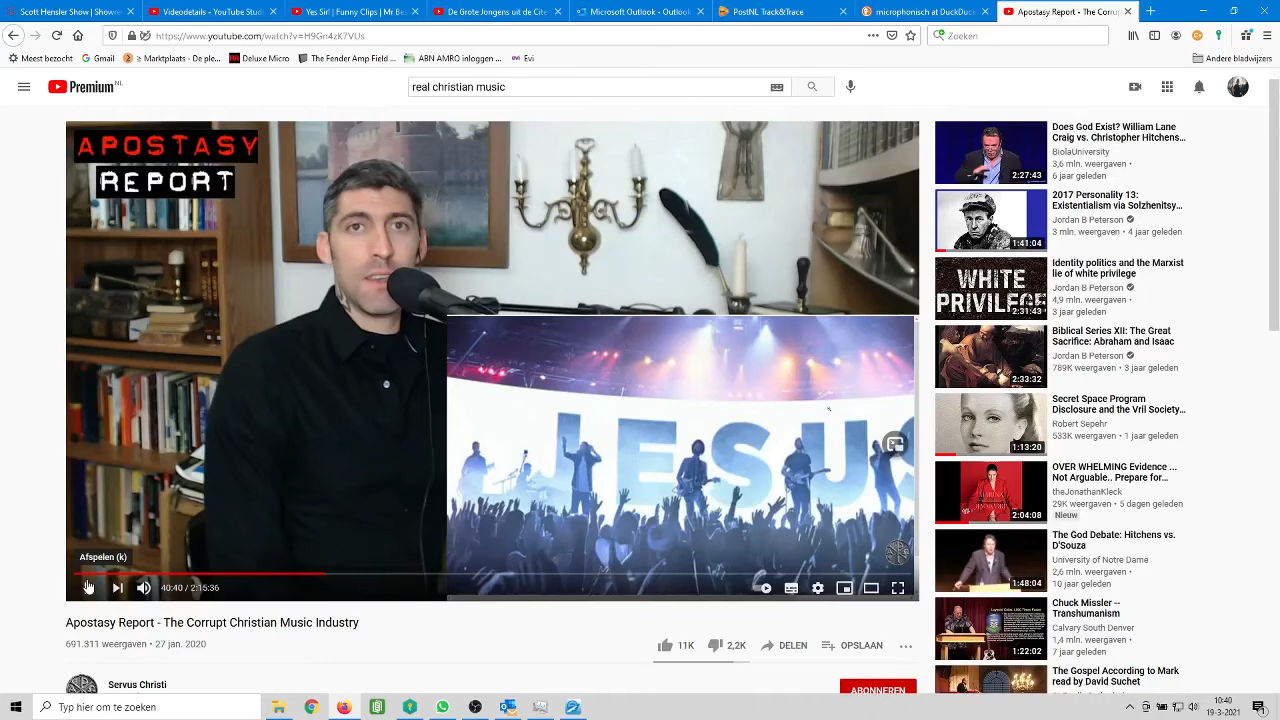 Scott Hensler Show | Showre
Videodetails - YouTube Studi
Yes Sir! | Funny Clips | Mr Be
De Grote Jongens uit de Cite
Microsoft Outlook - Outlook
PostNL Track&Trace
microphonisch at DuckDuck
Apostasy Report - The Corrup
https://www.youtube.com/watch?v=H9Gn4zK7VUs
Zoeken
Meest bezocht
Gmail
Marktplaats - De ple...
Deluxe Micro
The Fender Amp Field ...
ABN AMRO inloggen ...
Evi
Andere bladwijzers
Premium NL
real christian music
APOSTASY
REPORT
JESU
Afspelen (k)
40:40 / 2:15:36
Apostasy Report - The Corrupt Christian Music Industry
691.311 weergaven • 27 jan. 2020
11K
2,2K
DELEN
OPSLAAN
Servus Christi
ABONNEREN
Does God Exist? William Lane
Craig vs. Christopher Hitchens...
BiolaUniversity
3,6 mln. weergaven •
6 jaar geleden
2:27:43
2017 Personality 13:
Existentialism via Solzhenitsy...
Jordan B Peterson
3 mln. weergaven • 4 jaar geleden
1:41:04
WHITE
PRIVILEGE
Identity politics and the Marxist
lie of white privilege
Jordan B Peterson
4,9 mln. weergaven •
3 jaar geleden
2:31:43
Biblical Series XII: The Great
Sacrifice: Abraham and Isaac
Jordan B Peterson
789K weergaven • 3 jaar geleden
2:33:32
Secret Space Program
Disclosure and the Vril Society...
Robert Sepehr
533K weergaven • 1 jaar geleden
1:13:20
OVER WHELMING Evidence ...
Not Arguable.. Prepare for...
theJonathanKleck
29K weergaven • 5 dagen geleden
Nieuw
2:04:08
The God Debate: Hitchens vs.
D'Souza
University of Notre Dame
2,6 mln. weergaven •
10 jaar geleden
1:48:04
Chuck Missler --
Transhumanism
Calvary South Denver
1,4 mln. weergaven •
7 jaar geleden
1:22:02
The Gospel According to Mark
read by David Suchet
Typ hier om te zoeken
10:40
19-3-2021